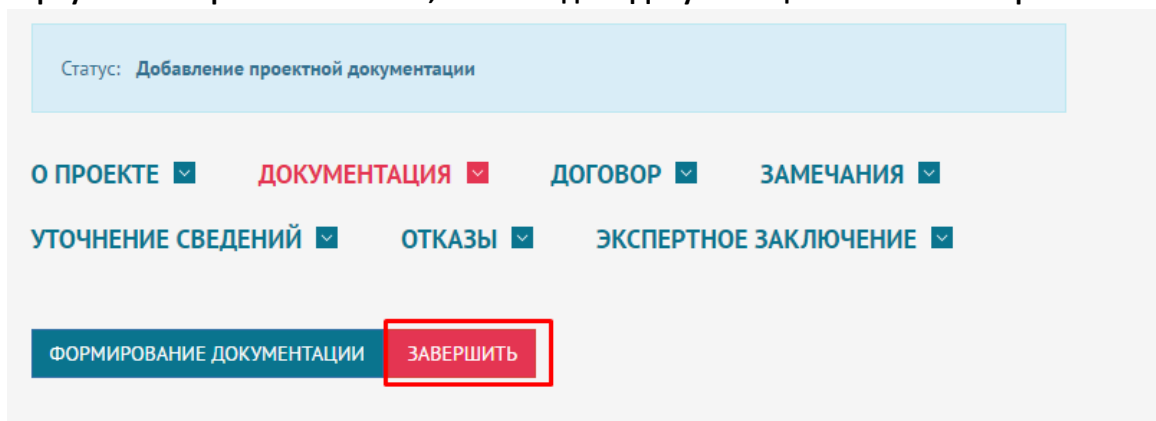 Статус: Добавление проектной документации
О ПРОЕКТЕ ДОКУМЕНТАЦИЯ ДОГОВОР ЗАМЕЧАНИЯ
УТОЧНЕНИЕ СВЕДЕНИЙ ОТКАЗЫ ЭКСПЕРТНОЕ ЗАКЛЮЧЕНИЕ
ФОРМИРОВАНИЕ ДОКУМЕНТАЦИИ ЗАВЕРШИТЬ